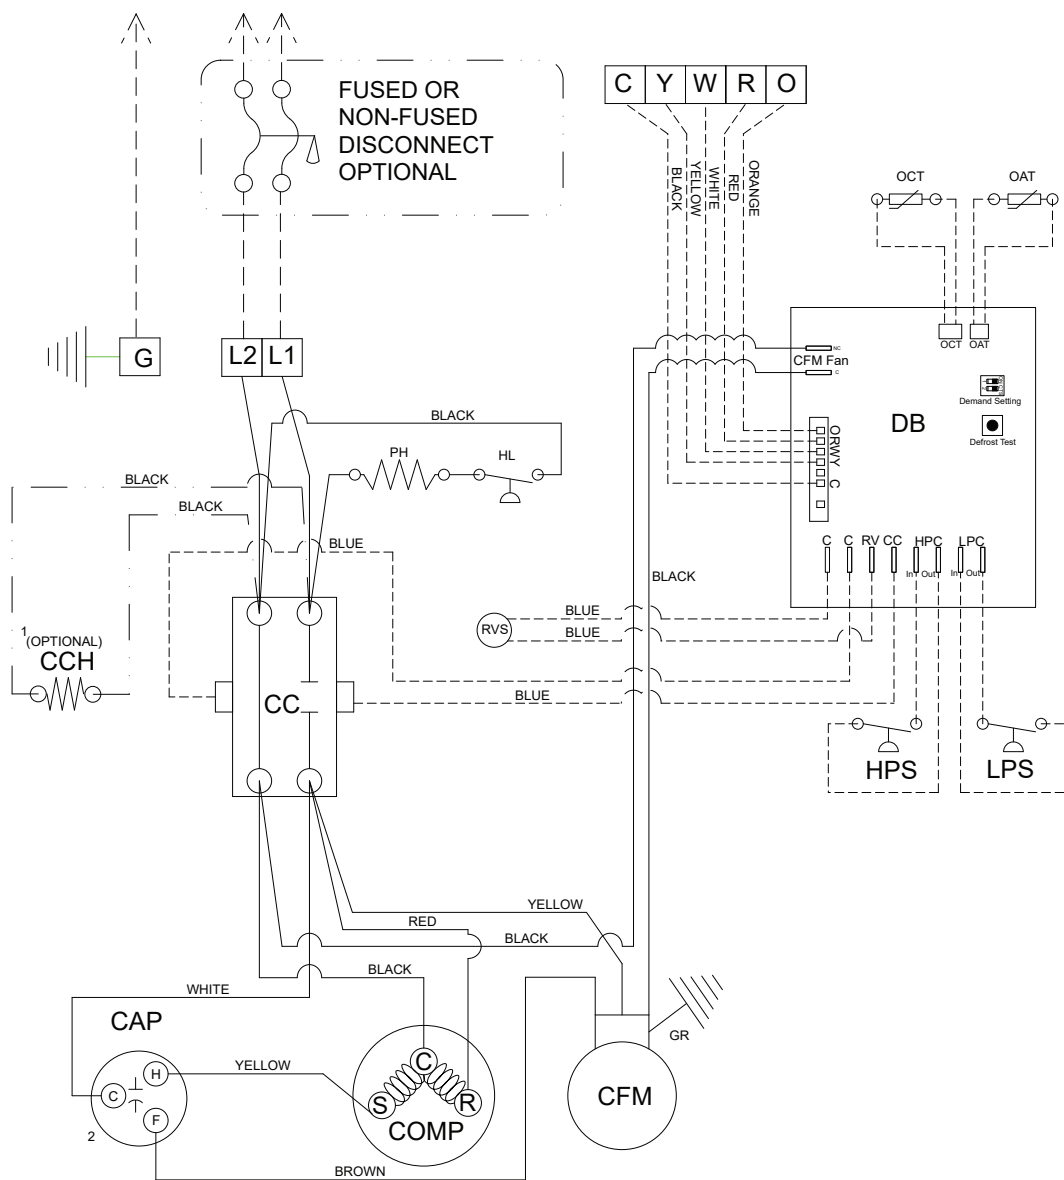 FUSED OR
NON-FUSED
DISCONNECT
OPTIONAL
C Y W R O
BLACK
YELLOW
WHITE
RED
ORANGE
OCT
OAT
G
L2 L1
NC
CFM Fan
C
OCT OAT
Demand Setting
DB
Defrost Test
ORWY C
BLACK
PH
HL
BLACK
BLACK
BLUE
C C RV CC HPC LPC
In Out In Out
BLACK
RVS
BLUE
BLUE
1
(OPTIONAL)
CCH
CC
BLUE
HPS
LPS
YELLOW
RED
BLACK
BLACK
WHITE
CAP
GR
H
C
F
2
YELLOW
C
S R
COMP
CFM
BROWN